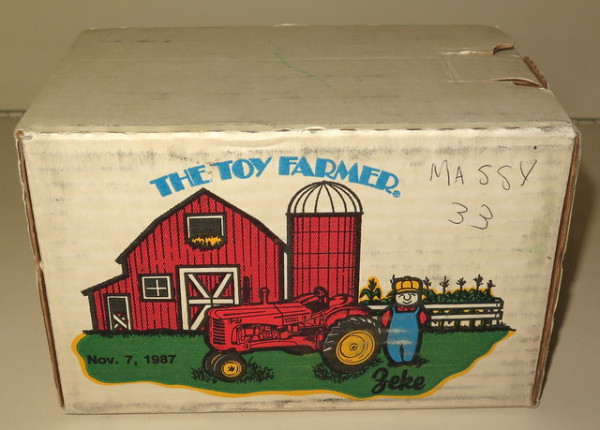 THE TOY FARMER®
MASSY
33
Nov. 7, 1987
Zeke